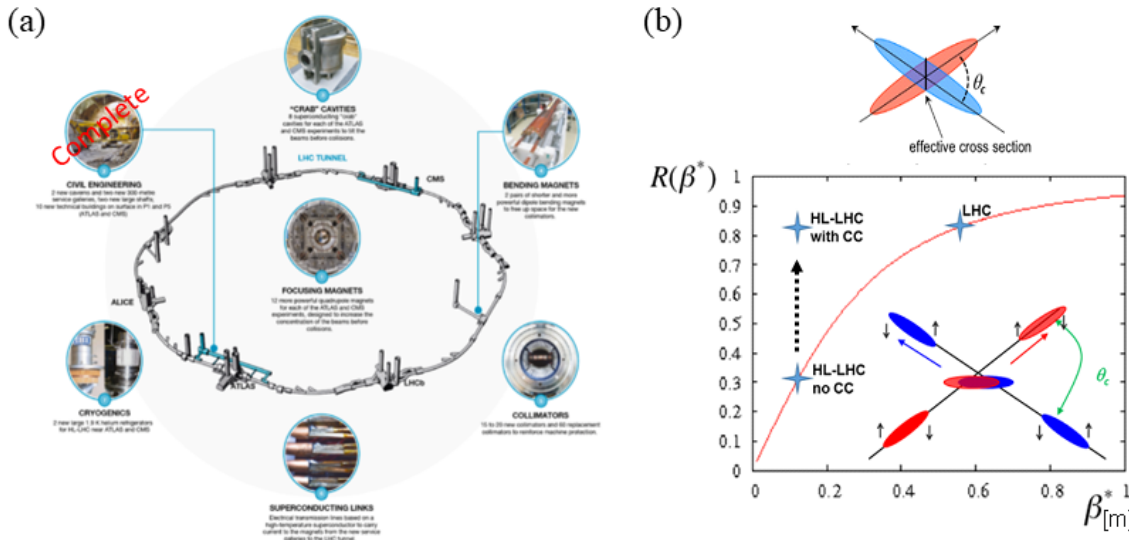 (a)
"CRAB" CAVITIES
8 superconducting "crab"
cavities for each of the ATLAS
and CMS experiments to tilt the
beams before collisions.
Complete
CIVIL ENGINEERING
2 new caverns and two new 300-metre
service galleries, two new large shafts,
10 new technical buildings on surface in P1 and P5
(ATLAS and CMS)
LHC TUNNEL
CMS
BENDING MAGNETS
2 pairs of shorter and more
powerful dipole bending magnets
to free up space for the new
collimators.
FOCUSING MAGNETS
12 more powerful quadrupole magnets
for each of the ATLAS and CMS
experiments, designed to increase the
concentration of the beams before
collisions.
ALICE
ATLAS
LHCb
CRYOGENICS
2 new large 1.9-K helium refrigerators
for HL-LHC near ATLAS and CMS
COLLIMATORS
15 to 20 new collimators and 60 replacement
collimators to reinforce machine protection.
SUPERCONDUCTING LINKS
Electrical transmission lines based on a
high-temperature superconductor to carry
current to the magnets from the new service
galleries to the LHC tunnel.
(b)
θc
effective cross section
R(β*)
1
0.9
0.8
0.7
0.6
0.5
0.4
0.3
0.2
0.1
0
HL-LHC
with CC
LHC
HL-LHC
no CC
θc
0 0.2 0.4 0.6 0.8 1
β*[m]